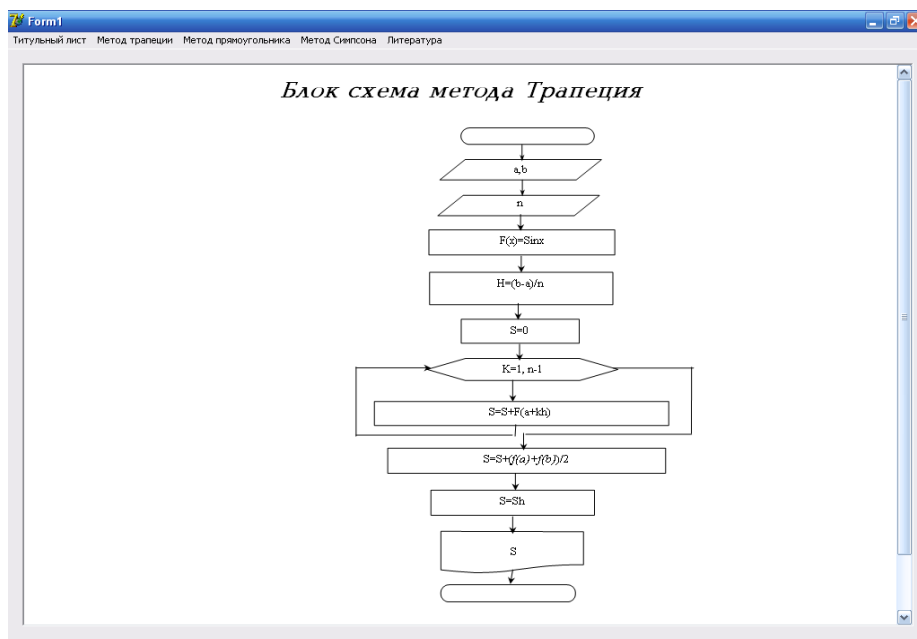 Form1
Титульный лист Метод трапеции Метод прямоугольника Метод Симпсона Литература
Блок схема метода Трапеция
a,b
n
F(x)=Sinx
H=(b-a)/n
S=0
K=1, n-1
S=S+F(a+kh)
S=S+(f(a)+f(b))/2
S=Sh
S